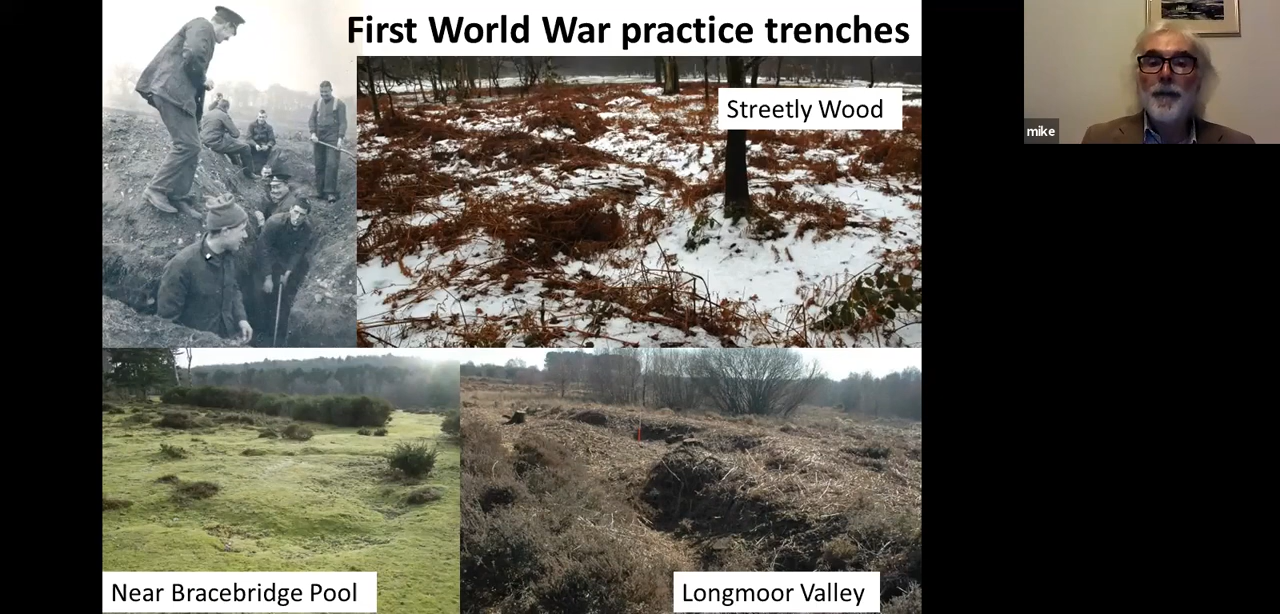 First World War practice trenches
Streetly Wood
mike
Near Bracebridge Pool
Longmoor Valley